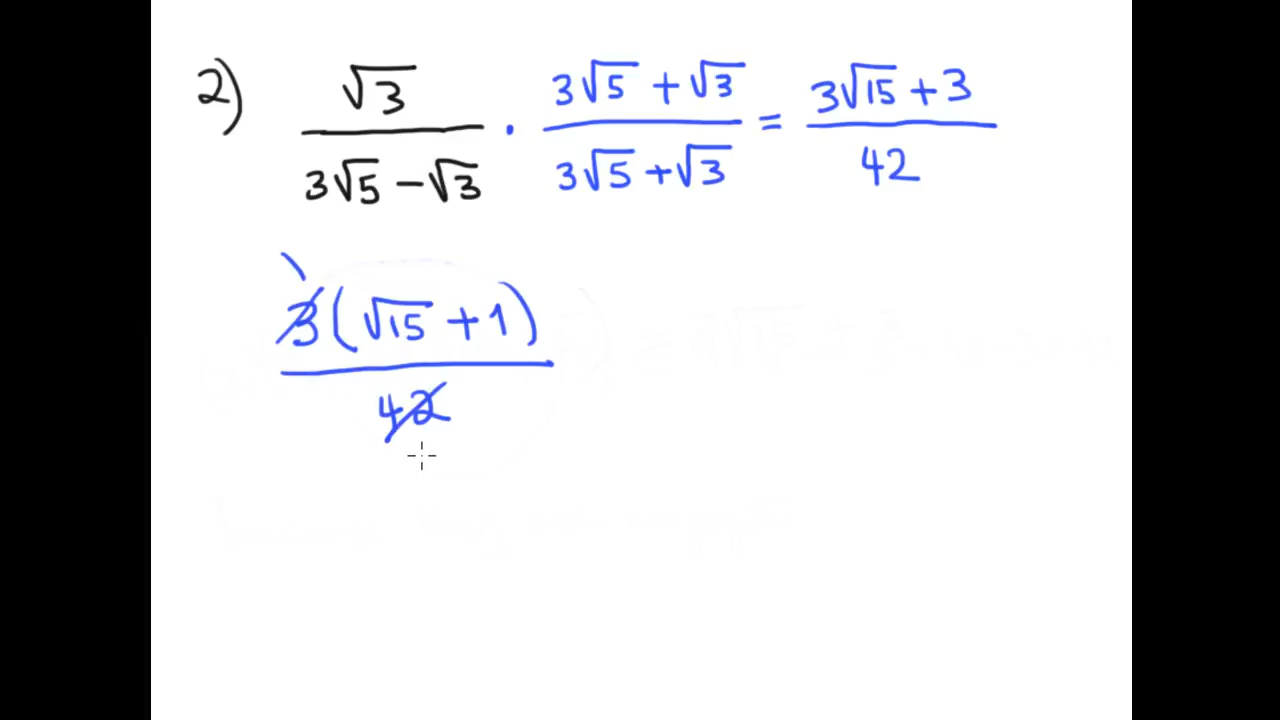 2) √3 / (3√5 − √3) · (3√5 + √3) / (3√5 + √3) = (3√15 + 3) / 42
3(√15 + 1) / 42